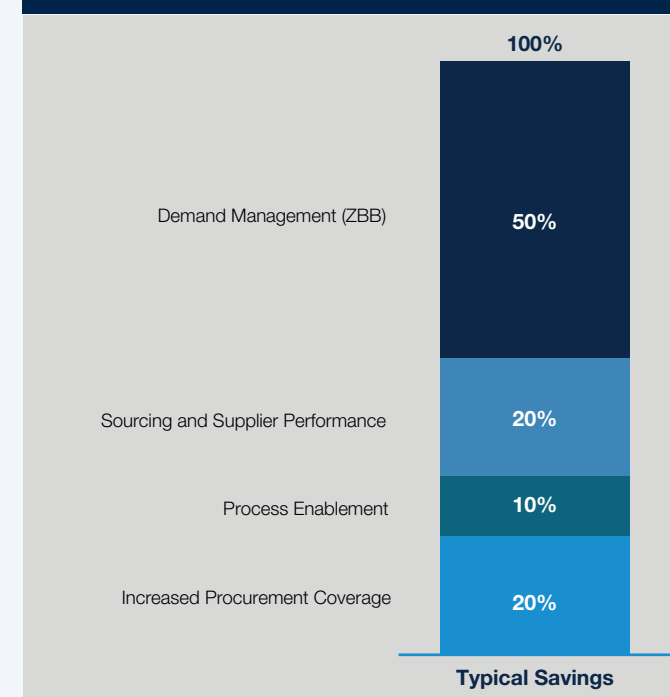 100%
Demand Management (ZBB) 50%
Sourcing and Supplier Performance 20%
Process Enablement 10%
Increased Procurement Coverage 20%
Typical Savings